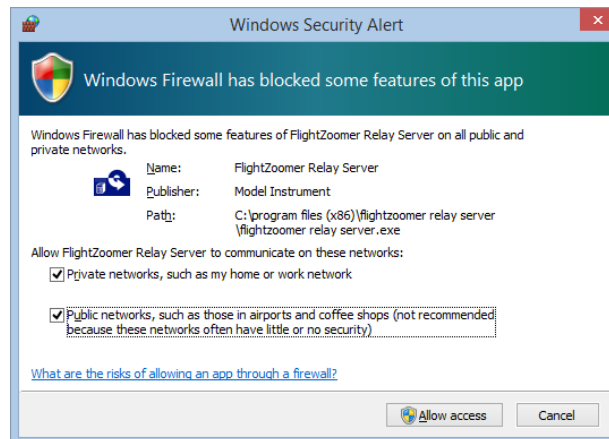 Windows Security Alert
Windows Firewall has blocked some features of this app
Windows Firewall has blocked some features of FlightZoomer Relay Server on all public and
private networks.
Name: FlightZoomer Relay Server
Publisher: Model Instrument
Path: C:\program files (x86)\flightzoomer relay server
\flightzoomer relay server.exe
Allow FlightZoomer Relay Server to communicate on these networks:
Private networks, such as my home or work network
Public networks, such as those in airports and coffee shops (not recommended
because these networks often have little or no security)
What are the risks of allowing an app through a firewall?
Allow access Cancel